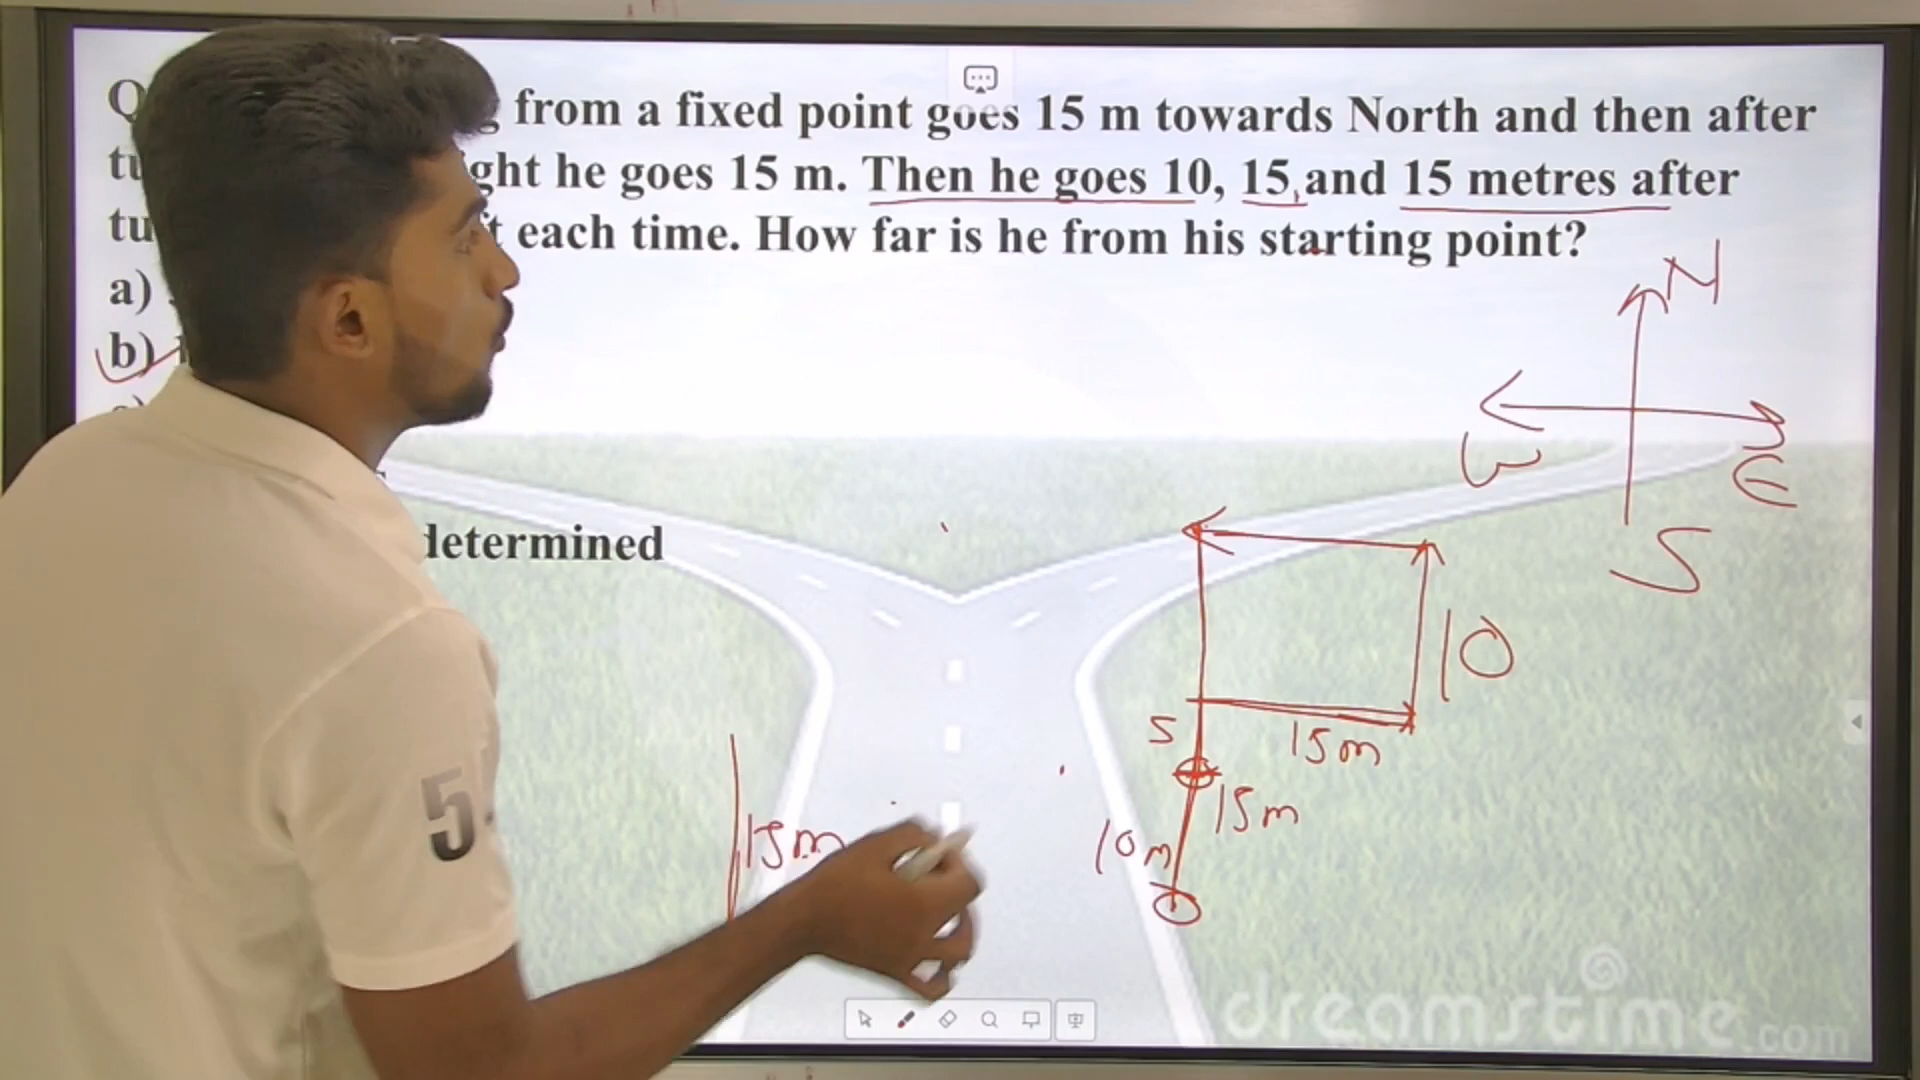 from a fixed point goes 15 m towards North and then after
ght he goes 15 m. Then he goes 10, 15, and 15 metres after
each time. How far is he from his starting point?
a)
b)
determined
N
W
E
S
10
S
15m
15m
10m
15m
5
dreamstime.com